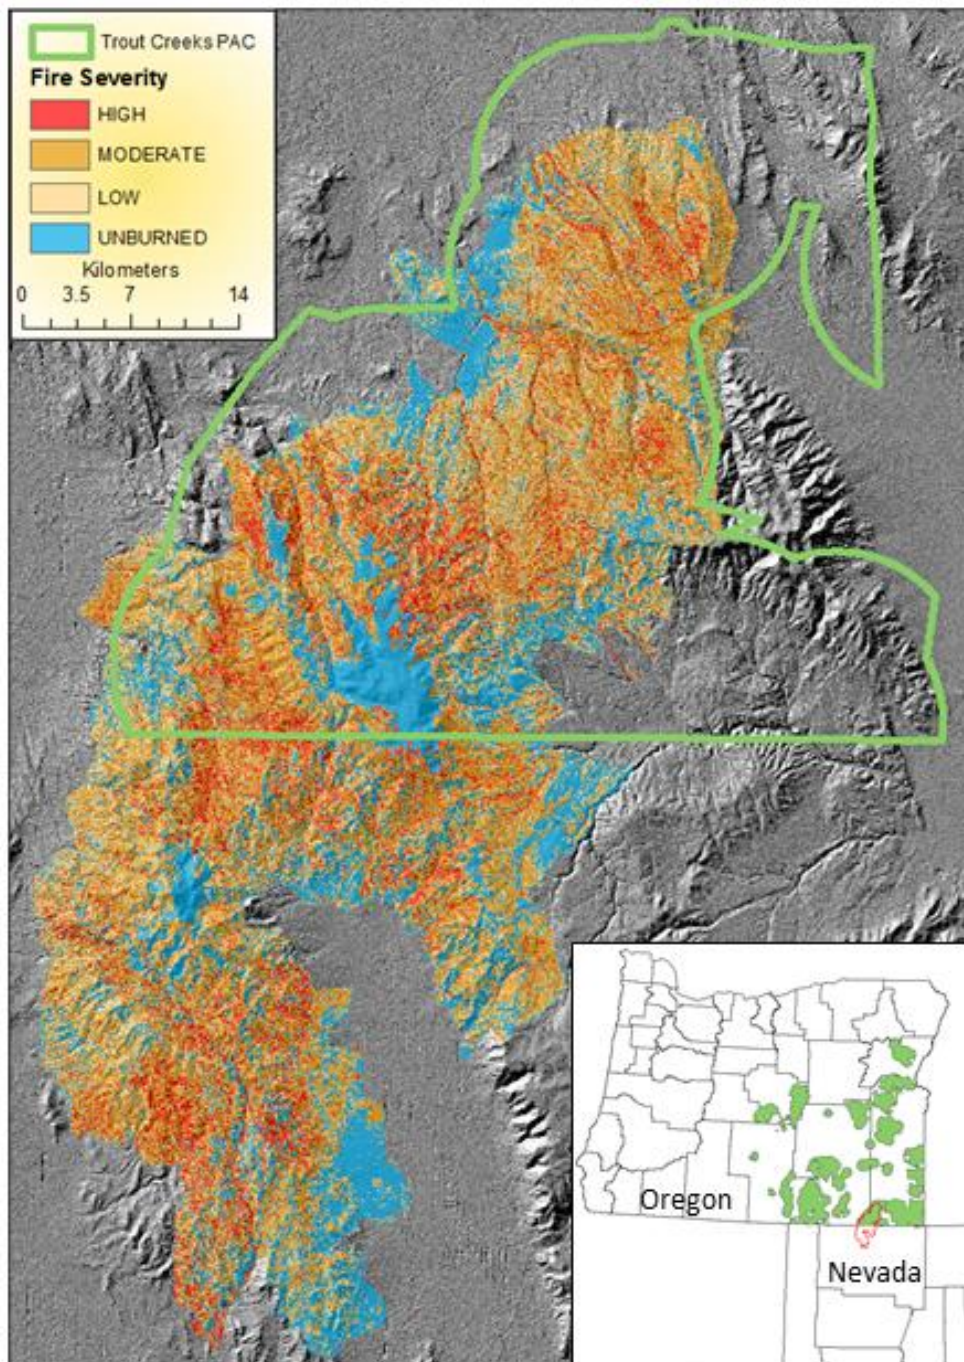 Trout Creeks PAC
Fire Severity
HIGH
MODERATE
LOW
UNBURNED
Kilometers
0 3.5 7 14
Oregon
Nevada